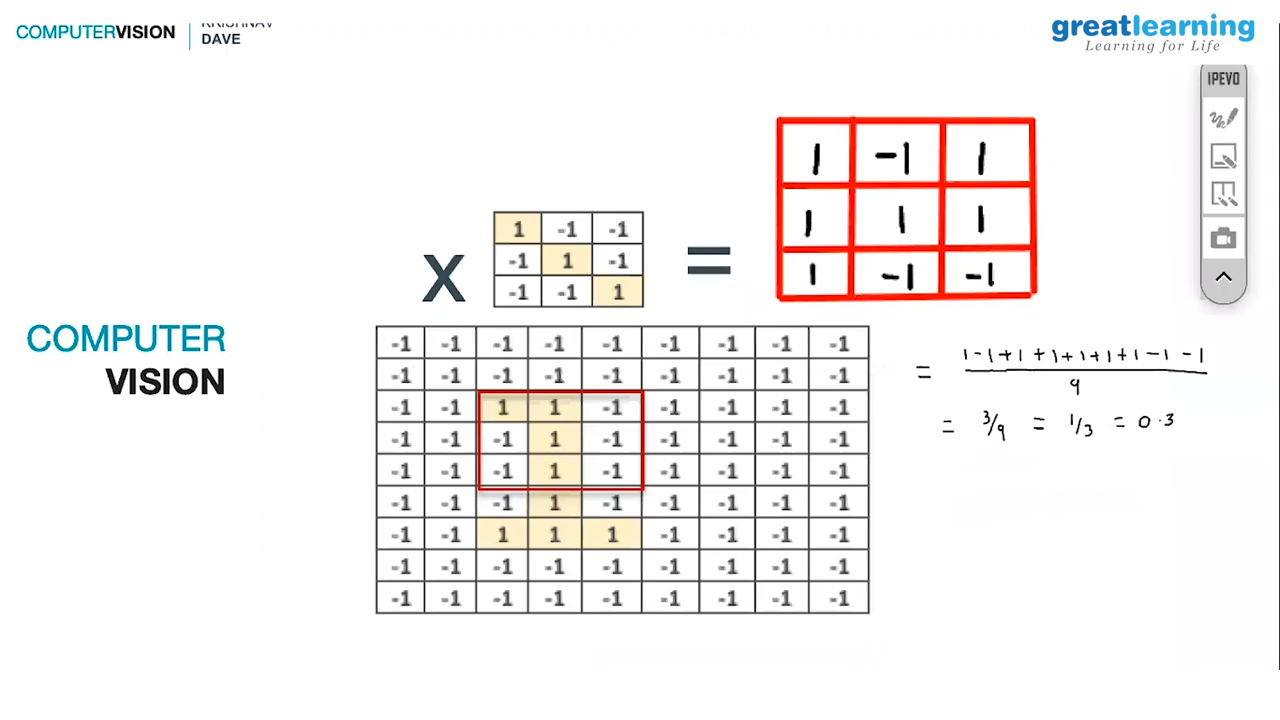 COMPUTERVISION
KRISHNAV
DAVE
greatlearning
Learning for Life
IPEVO
1 -1 1
1 1 1
1 -1 -1
X
1 -1 -1
-1 1 -1
-1 -1 1
=
COMPUTER
VISION
-1 -1 -1 -1 -1 -1 -1 -1 -1
-1 -1 -1 -1 -1 -1 -1 -1 -1
-1 -1 1 1 -1 -1 -1 -1 -1
-1 -1 -1 1 -1 -1 -1 -1 -1
-1 -1 -1 1 -1 -1 -1 -1 -1
-1 -1 -1 1 -1 -1 -1 -1 -1
-1 -1 1 1 1 -1 -1 -1 -1
-1 -1 -1 -1 -1 -1 -1 -1 -1
-1 -1 -1 -1 -1 -1 -1 -1 -1
= 1-1+1+1+1+1+1-1-1
9
= 3/9 = 1/3 = 0.3